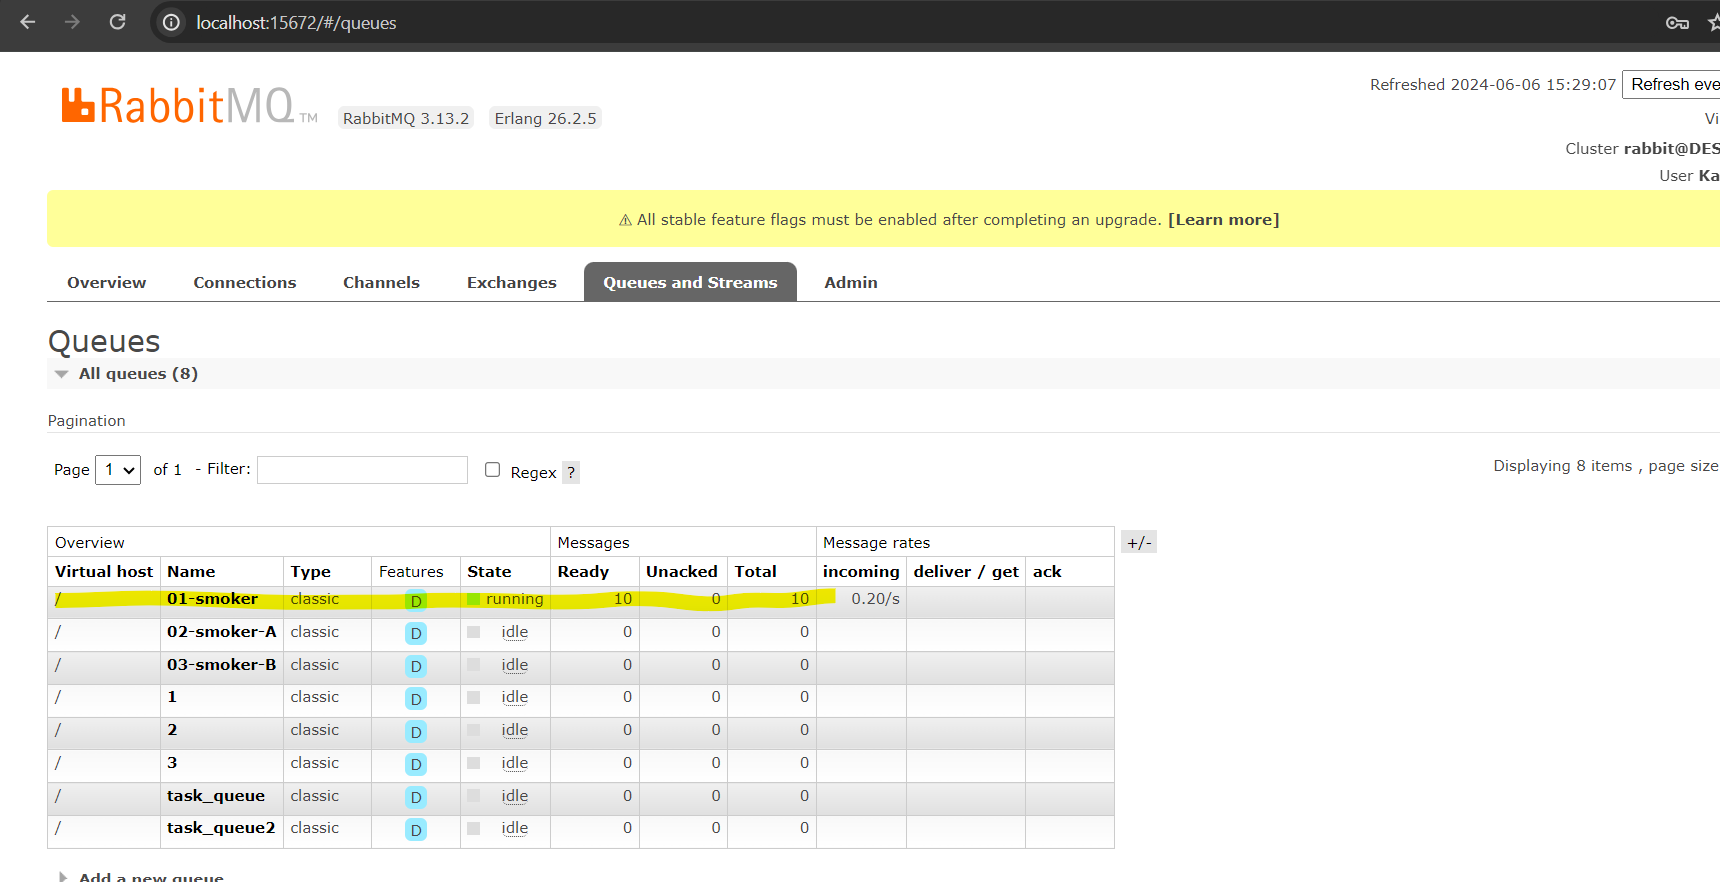 localhost:15672/#/queues
Refreshed 2024-06-06 15:29:07 Refresh eve
RabbitMQ TM RabbitMQ 3.13.2 Erlang 26.2.5
Vi
Cluster rabbit@DES
User Ka
⚠ All stable feature flags must be enabled after completing an upgrade. [Learn more]
Overview Connections Channels Exchanges Queues and Streams Admin
Queues
All queues (8)
Pagination
Page 1 of 1 - Filter: Regex ? Displaying 8 items , page size
Overview Messages Message rates +/-
Virtual host Name Type Features State Ready Unacked Total incoming deliver / get ack
/ 01-smoker classic D running 10 0 10 0.20/s
/ 02-smoker-A classic D idle 0 0 0
/ 03-smoker-B classic D idle 0 0 0
/ 1 classic D idle 0 0 0
/ 2 classic D idle 0 0 0
/ 3 classic D idle 0 0 0
/ task_queue classic D idle 0 0 0
/ task_queue2 classic D idle 0 0 0
Add a new queue